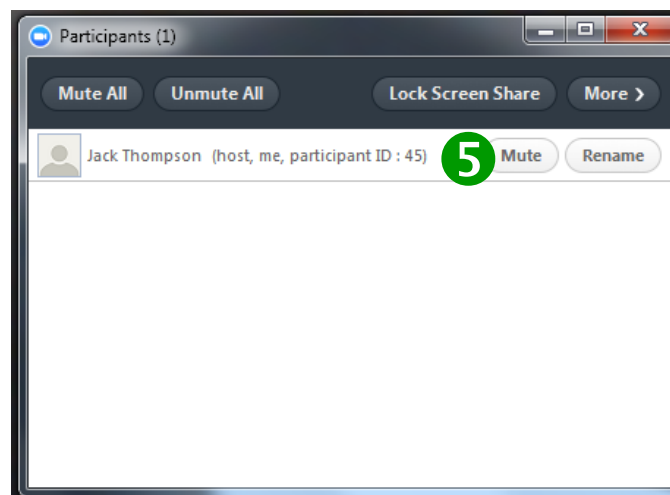 Participants (1)
Mute All Unmute All Lock Screen Share More ❯
Jack Thompson (host, me, participant ID : 45) 5 Mute Rename